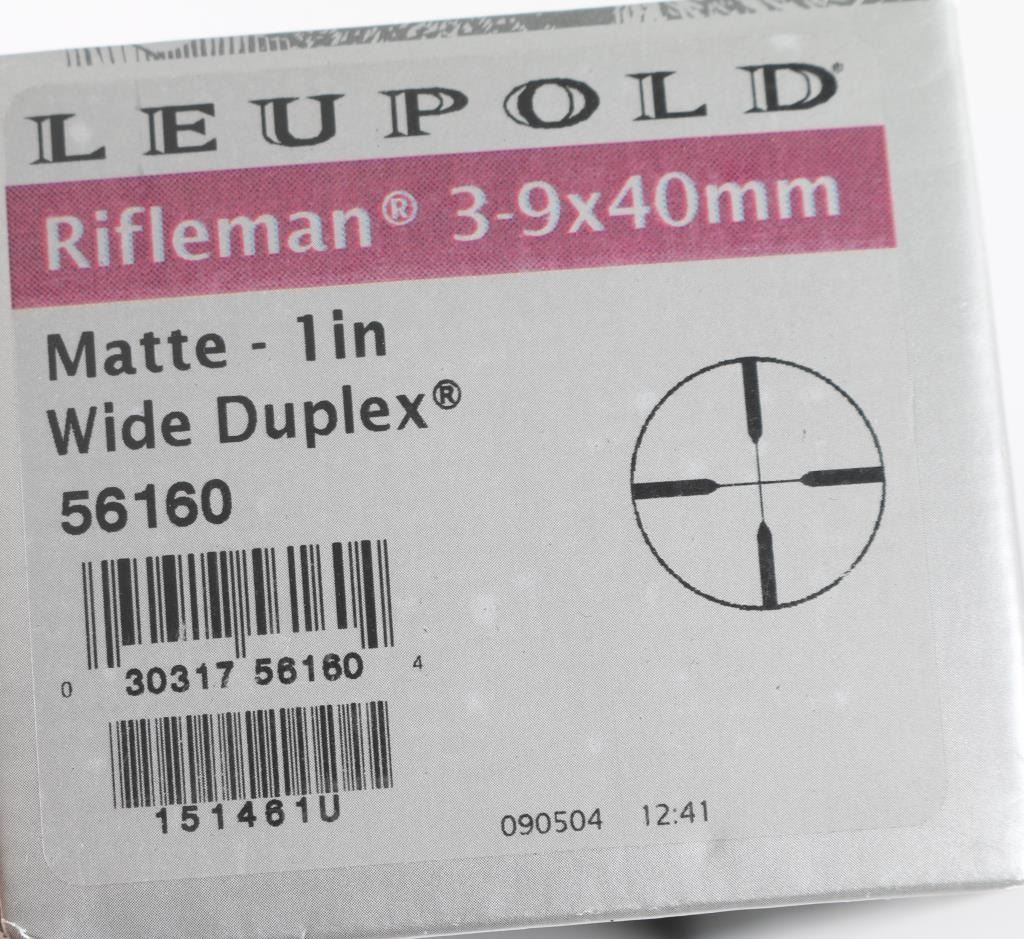 LEUPOLD®
Rifleman® 3-9x40mm
Matte - 1in
Wide Duplex®
56160
0 30317 56160 4
151461U
090504 12:41